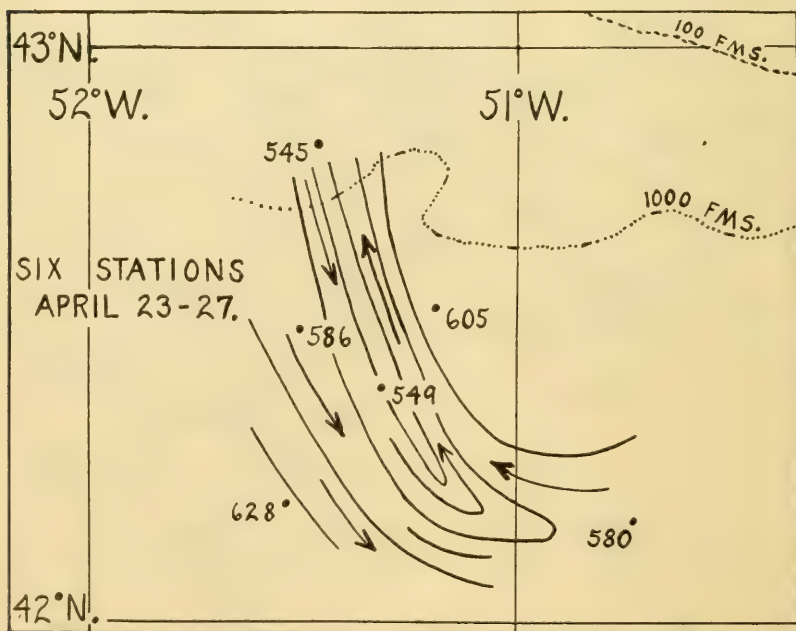 100 FMS.
43°N.
52°W.
51°W.
545
1000 FMS.
SIX STATIONS
APRIL 23-27.
605
586
549
628
580
42°N.